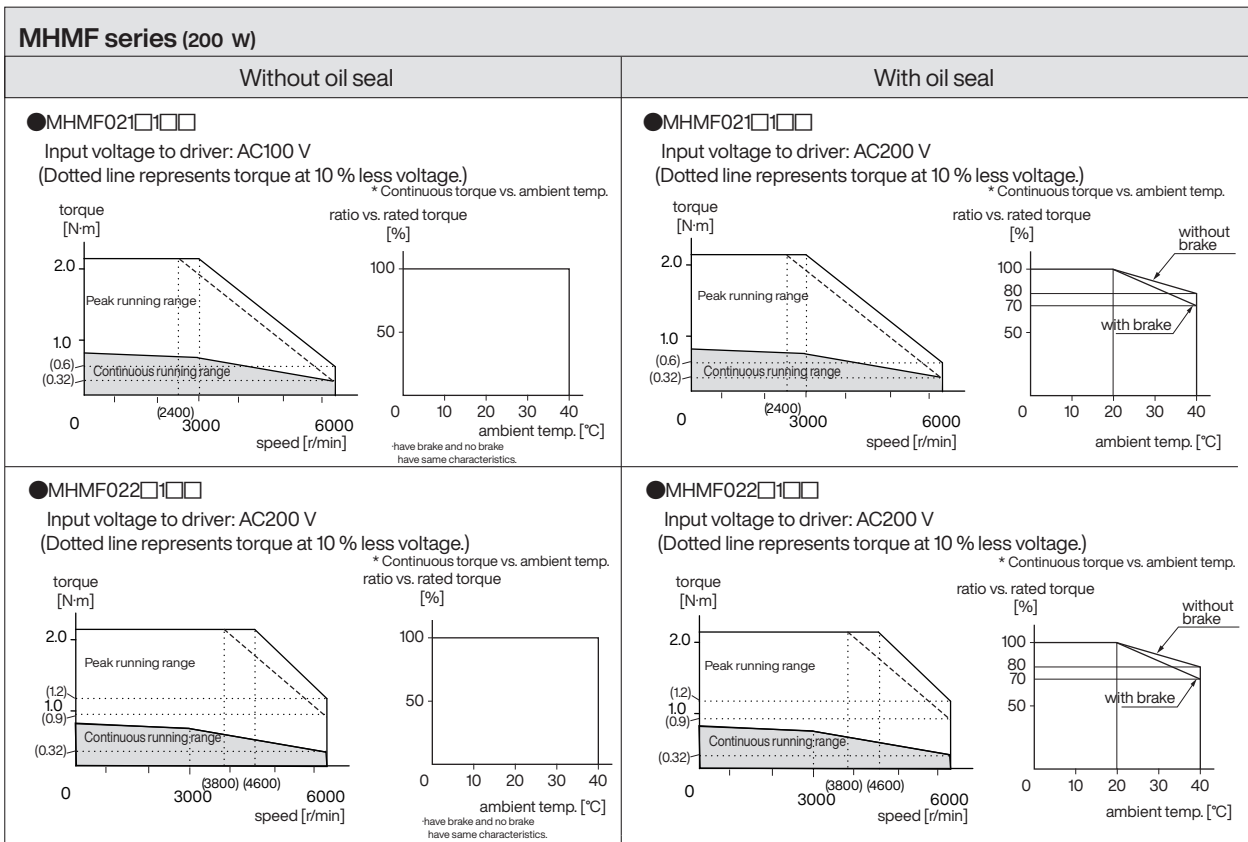 MHMF series (200 W)
Without oil seal
With oil seal
●MHMF021□1□□
Input voltage to driver: AC100 V
(Dotted line represents torque at 10 % less voltage.)
* Continuous torque vs. ambient temp.
torque
[N·m]
ratio vs. rated torque
[%]
2.0
Peak running range
1.0
(0.6)
Continuous running range
(0.32)
(2400)
0
3000
6000
speed [r/min]
100
50
0
10
20
30
40
ambient temp. [°C]
·have brake and no brake
have same characteristics.
●MHMF021□1□□
Input voltage to driver: AC200 V
(Dotted line represents torque at 10 % less voltage.)
* Continuous torque vs. ambient temp.
torque
[N·m]
ratio vs. rated torque
[%]
2.0
Peak running range
1.0
(0.6)
Continuous running range
(0.32)
(2400)
0
3000
6000
speed [r/min]
without
brake
100
80
70
with brake
50
0
10
20
30
40
ambient temp. [°C]
●MHMF022□1□□
Input voltage to driver: AC200 V
(Dotted line represents torque at 10 % less voltage.)
* Continuous torque vs. ambient temp.
torque
[N·m]
ratio vs. rated torque
[%]
2.0
Peak running range
(1.2)
1.0
(0.9)
Continuous running range
(0.32)
(3800) (4600)
0
3000
6000
speed [r/min]
100
50
0
10
20
30
40
ambient temp. [°C]
·have brake and no brake
have same characteristics.
●MHMF022□1□□
Input voltage to driver: AC200 V
(Dotted line represents torque at 10 % less voltage.)
* Continuous torque vs. ambient temp.
torque
[N·m]
ratio vs. rated torque
[%]
2.0
Peak running range
(1.2)
1.0
(0.9)
Continuous running range
(0.32)
(3800) (4600)
0
3000
6000
speed [r/min]
without
brake
100
80
70
with brake
50
0
10
20
30
40
ambient temp. [°C]